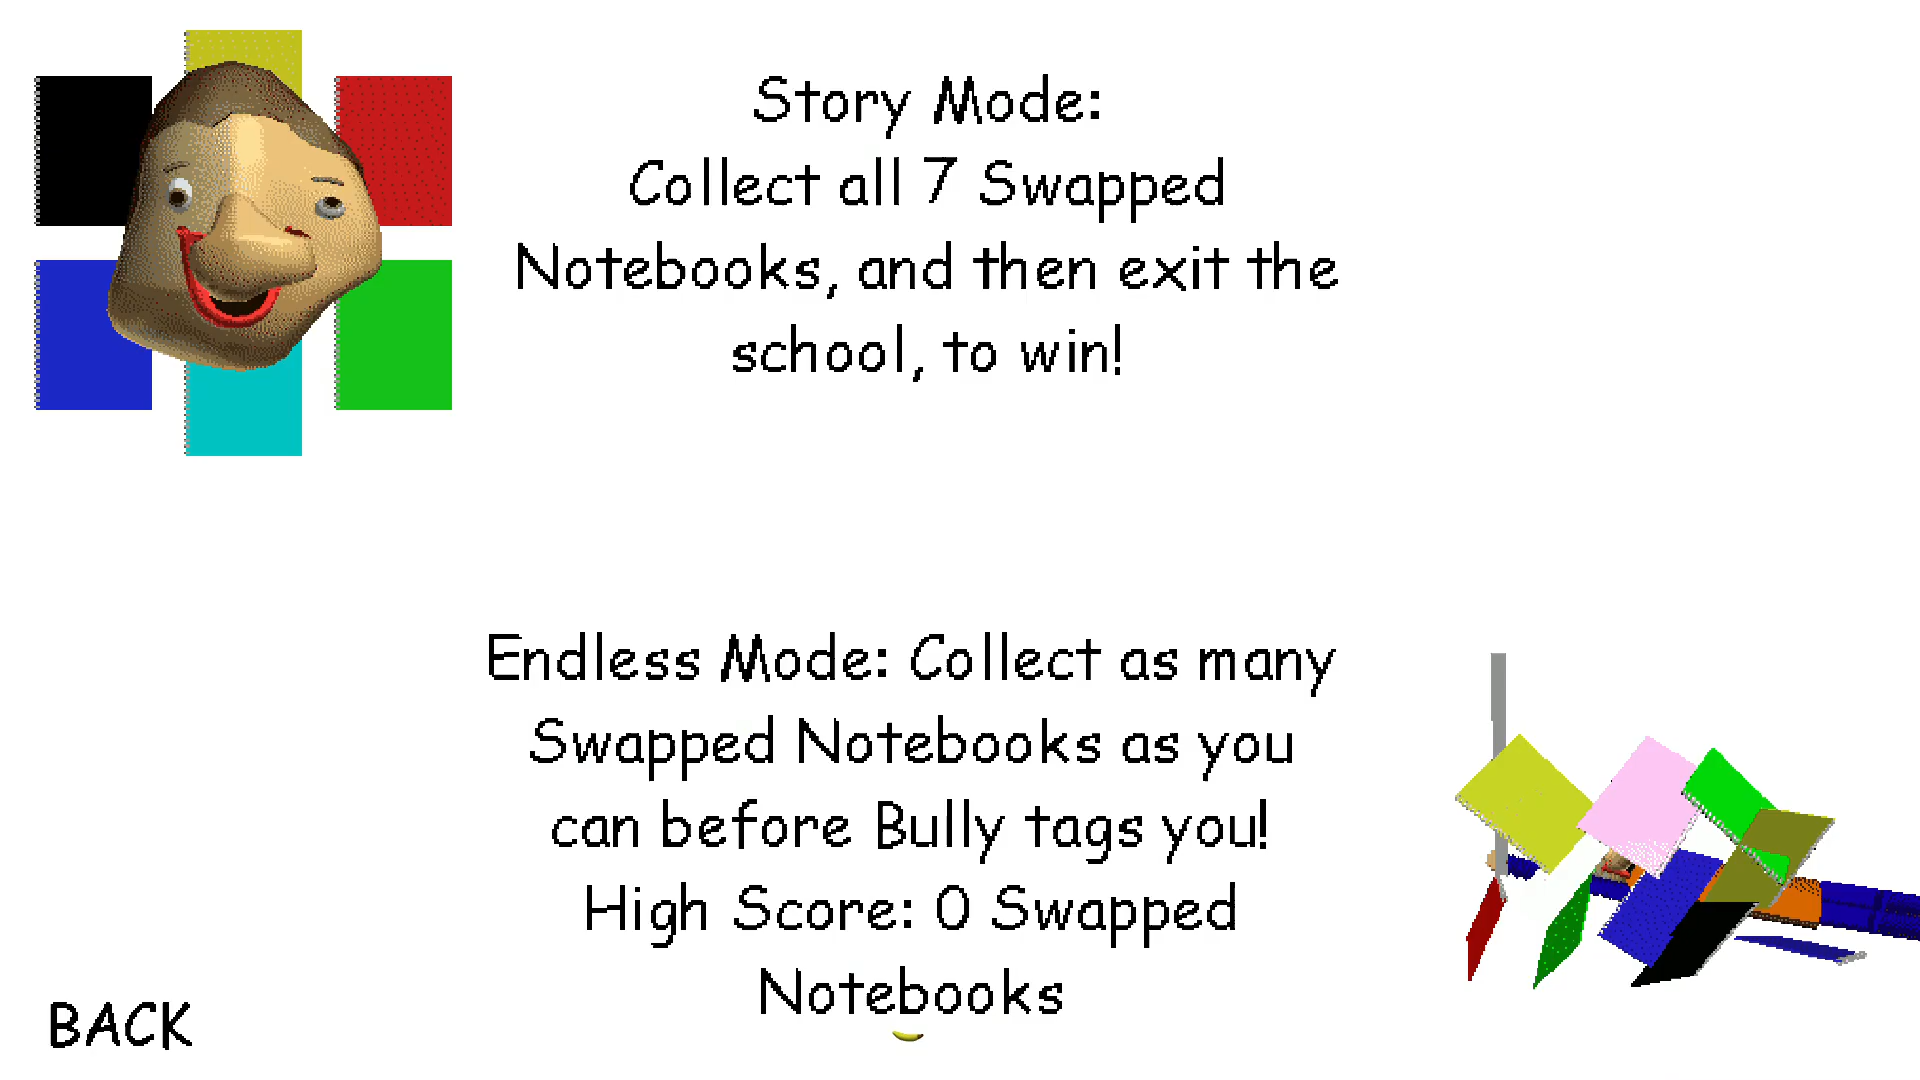 Story Mode:
Collect all 7 Swapped
Notebooks, and then exit the
school, to win!
Endless Mode: Collect as many
Swapped Notebooks as you
can before Bully tags you!
High Score: 0 Swapped
Notebooks
BACK